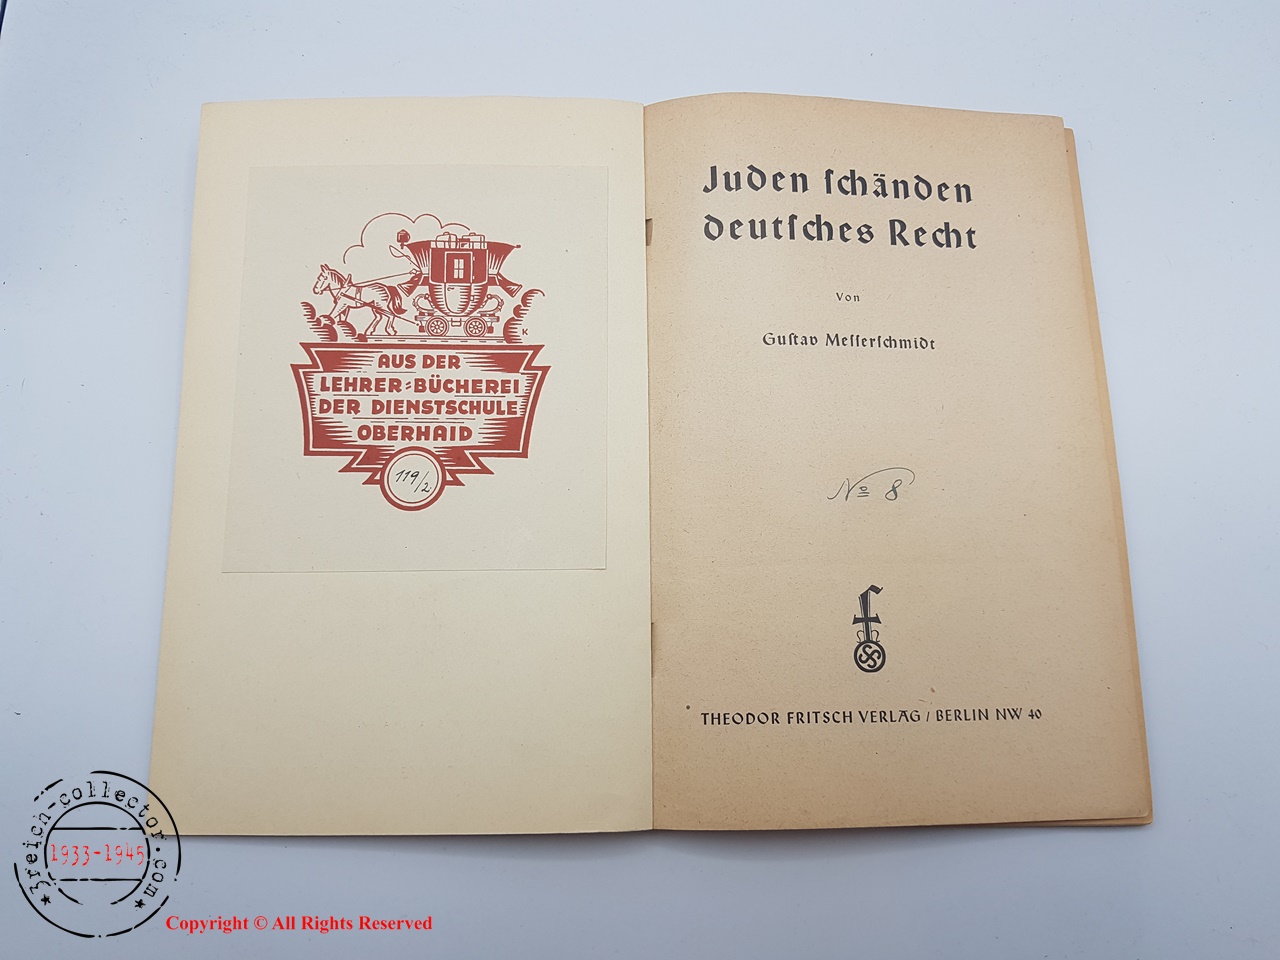 AUS DER
LEHRER-BÜCHEREI
DER DIENSTSCHULE
OBERHAID
119/2
K
Juden schänden
deutsches Recht
Von
Gustav Messerschmidt
No 8
THEODOR FRITSCH VERLAG / BERLIN NW 40
3reich-collector.com
1933-1945
Copyright © All Rights Reserved